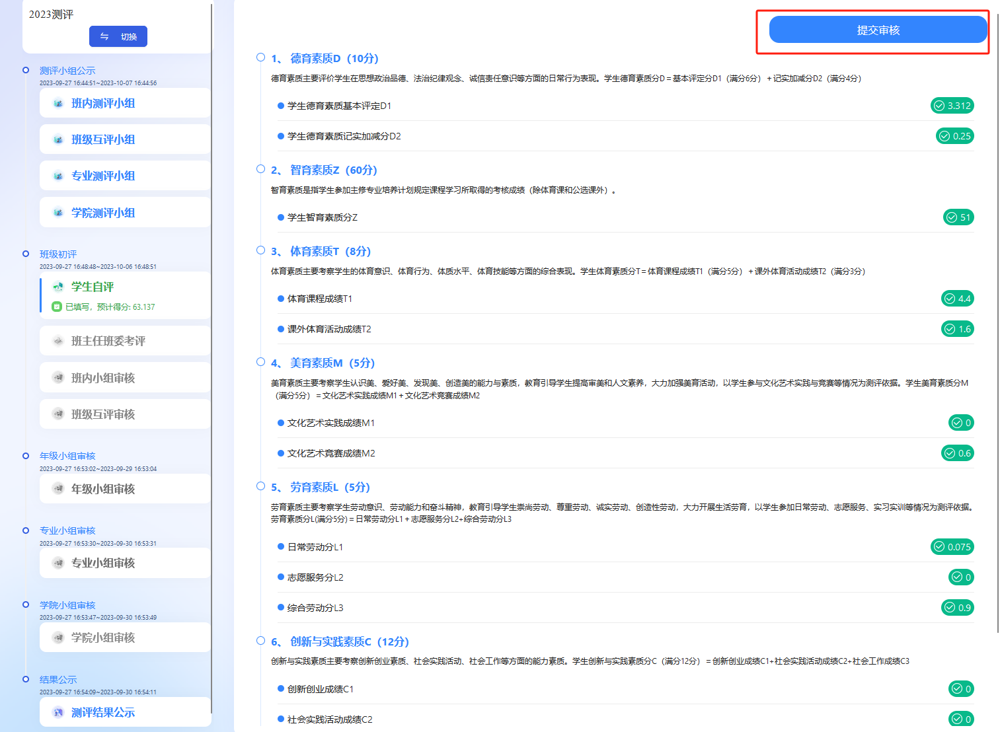 2023测评
切换
测评小组公示
2023-09-27 16:44:51~2023-10-07 16:44:56
班内测评小组
班级互评小组
专业测评小组
学院测评小组
班级初评
2023-09-27 16:48:48~2023-10-06 16:48:51
学生自评
已填写，预计得分: 63.137
班主任班委考评
班内小组审核
班级互评审核
年级小组审核
2023-09-27 16:53:02~2023-09-29 16:53:04
年级小组审核
专业小组审核
2023-09-27 16:53:30~2023-09-30 16:53:31
专业小组审核
学院小组审核
2023-09-27 16:53:47~2023-09-30 16:53:49
学院小组审核
结果公示
2023-09-27 16:54:09~2023-09-30 16:54:11
测评结果公示
提交审核
1、 德育素质D（10分）
德育素质主要评价学生在思想政治品德、法治纪律观念、诚信责任意识等方面的日常行为表现。学生德育素质分D＝基本评定分D1（满分6分）＋记实加减分D2（满分4分）
学生德育素质基本评定D1
3.312
学生德育素质记实加减分D2
0.25
2、 智育素质Z（60分）
智育素质是指学生参加主修专业培养计划规定课程学习所取得的考核成绩（除体育课和公选课外）。
学生智育素质分Z
51
3、 体育素质T（8分）
体育素质主要考察学生的体育意识、体育行为、体质水平、体育技能等方面的综合表现。学生体育素质分T＝体育课程成绩T1（满分5分）＋课外体育活动成绩T2（满分3分）
体育课程成绩T1
4.4
课外体育活动成绩T2
1.6
4、 美育素质M（5分）
美育素质主要考察学生认识美、爱好美、发现美、创造美的能力与素质，教育引导学生提高审美和人文素养，大力加强美育活动，以学生参与文化艺术实践与竞赛等情况为测评依据。学生美育素质分M
（满分5分）＝文化艺术实践成绩M1＋文化艺术竞赛成绩M2
文化艺术实践成绩M1
0
文化艺术竞赛成绩M2
0.6
5、 劳育素质L（5分）
劳育素质主要考察学生劳动意识、劳动能力和奋斗精神，教育引导学生崇尚劳动、尊重劳动、诚实劳动、创造性劳动，大力开展生活劳育，以学生参加日常劳动、志愿服务、实习实训等情况为测评依据。
劳育素质分L(满分5分)＝日常劳动分L1＋志愿服务分L2+综合劳动分L3
日常劳动分L1
0.075
志愿服务分L2
0
综合劳动分L3
0.9
6、 创新与实践素质C（12分）
创新与实践素质主要考察创新创业素质、社会实践活动、社会工作等方面的能力素质。学生创新与实践素质分C（满分12分）＝创新创业成绩C1+社会实践活动成绩C2+社会工作成绩C3
创新创业成绩C1
0
社会实践活动成绩C2
0